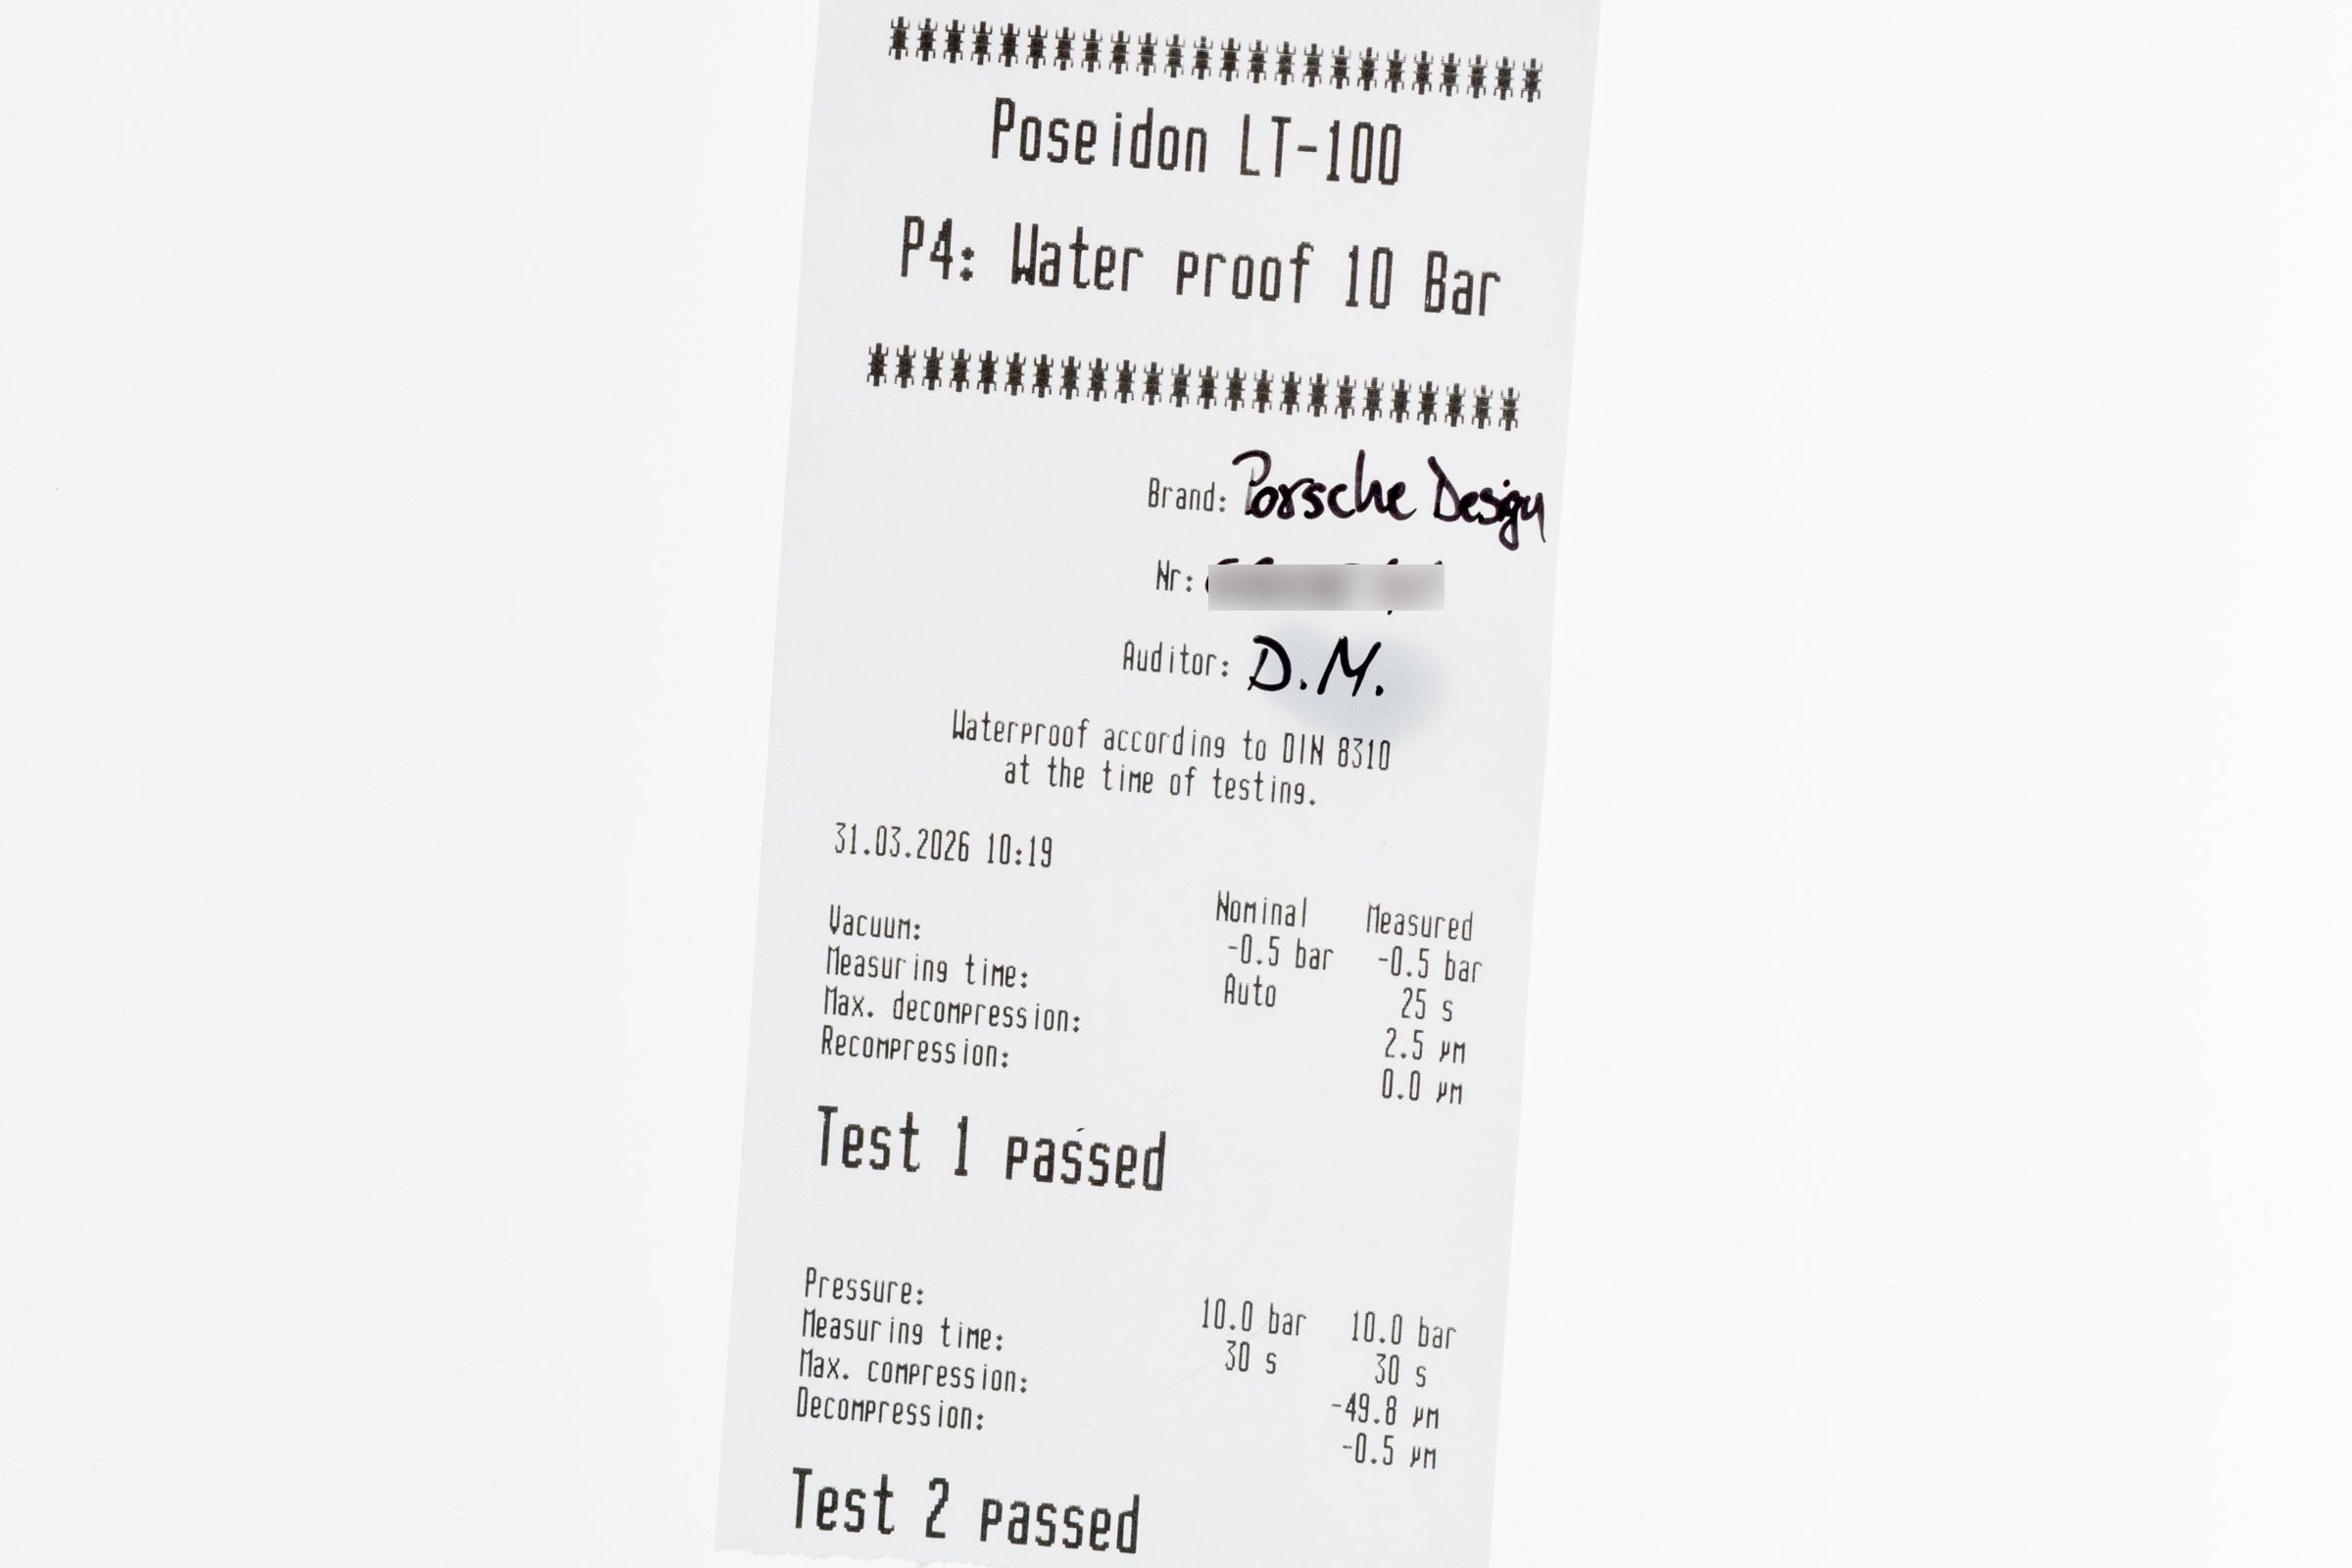 Poseidon LT-100
P4: Water proof 10 Bar
Brand: Porsche Design
Nr:
Auditor: D.M.
Waterproof according to DIN 8310
at the time of testing.
31.03.2026 10:19
Nominal Measured
Vacuum: -0.5 bar -0.5 bar
Measuring time: Auto 25 s
Max. decompression: 2.5 µm
Recompression: 0.0 µm
Test 1 passed
Pressure: 10.0 bar 10.0 bar
Measuring time: 30 s 30 s
Max. compression: -49.8 µm
Decompression: -0.5 µm
Test 2 passed